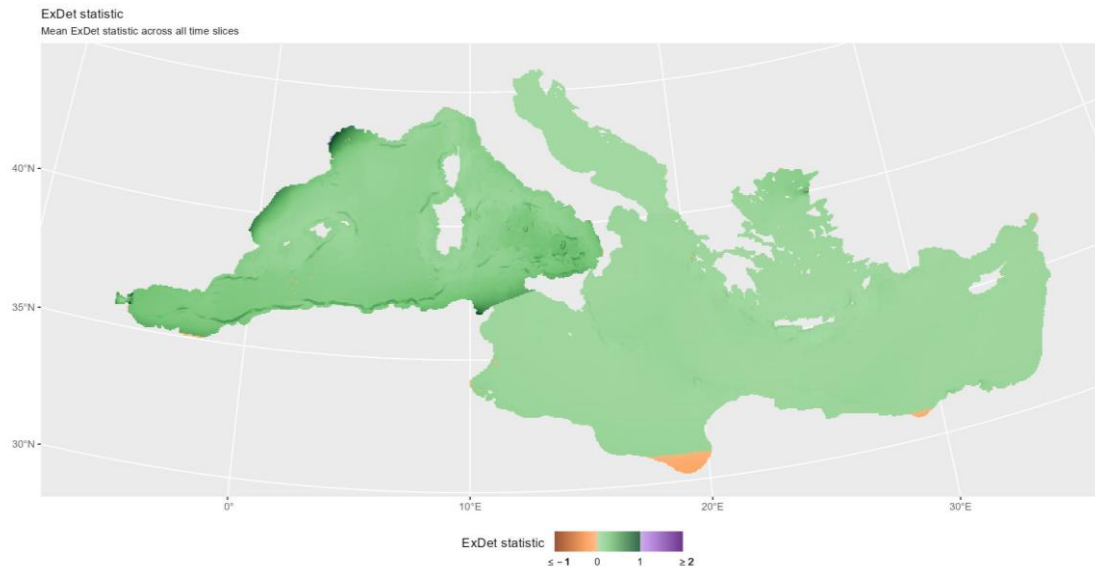 ExDet statistic
Mean ExDet statistic across all time slices
40°N
35°N
30°N
0°
10°E
20°E
30°E
ExDet statistic
≤ −1
0
1
≥ 2